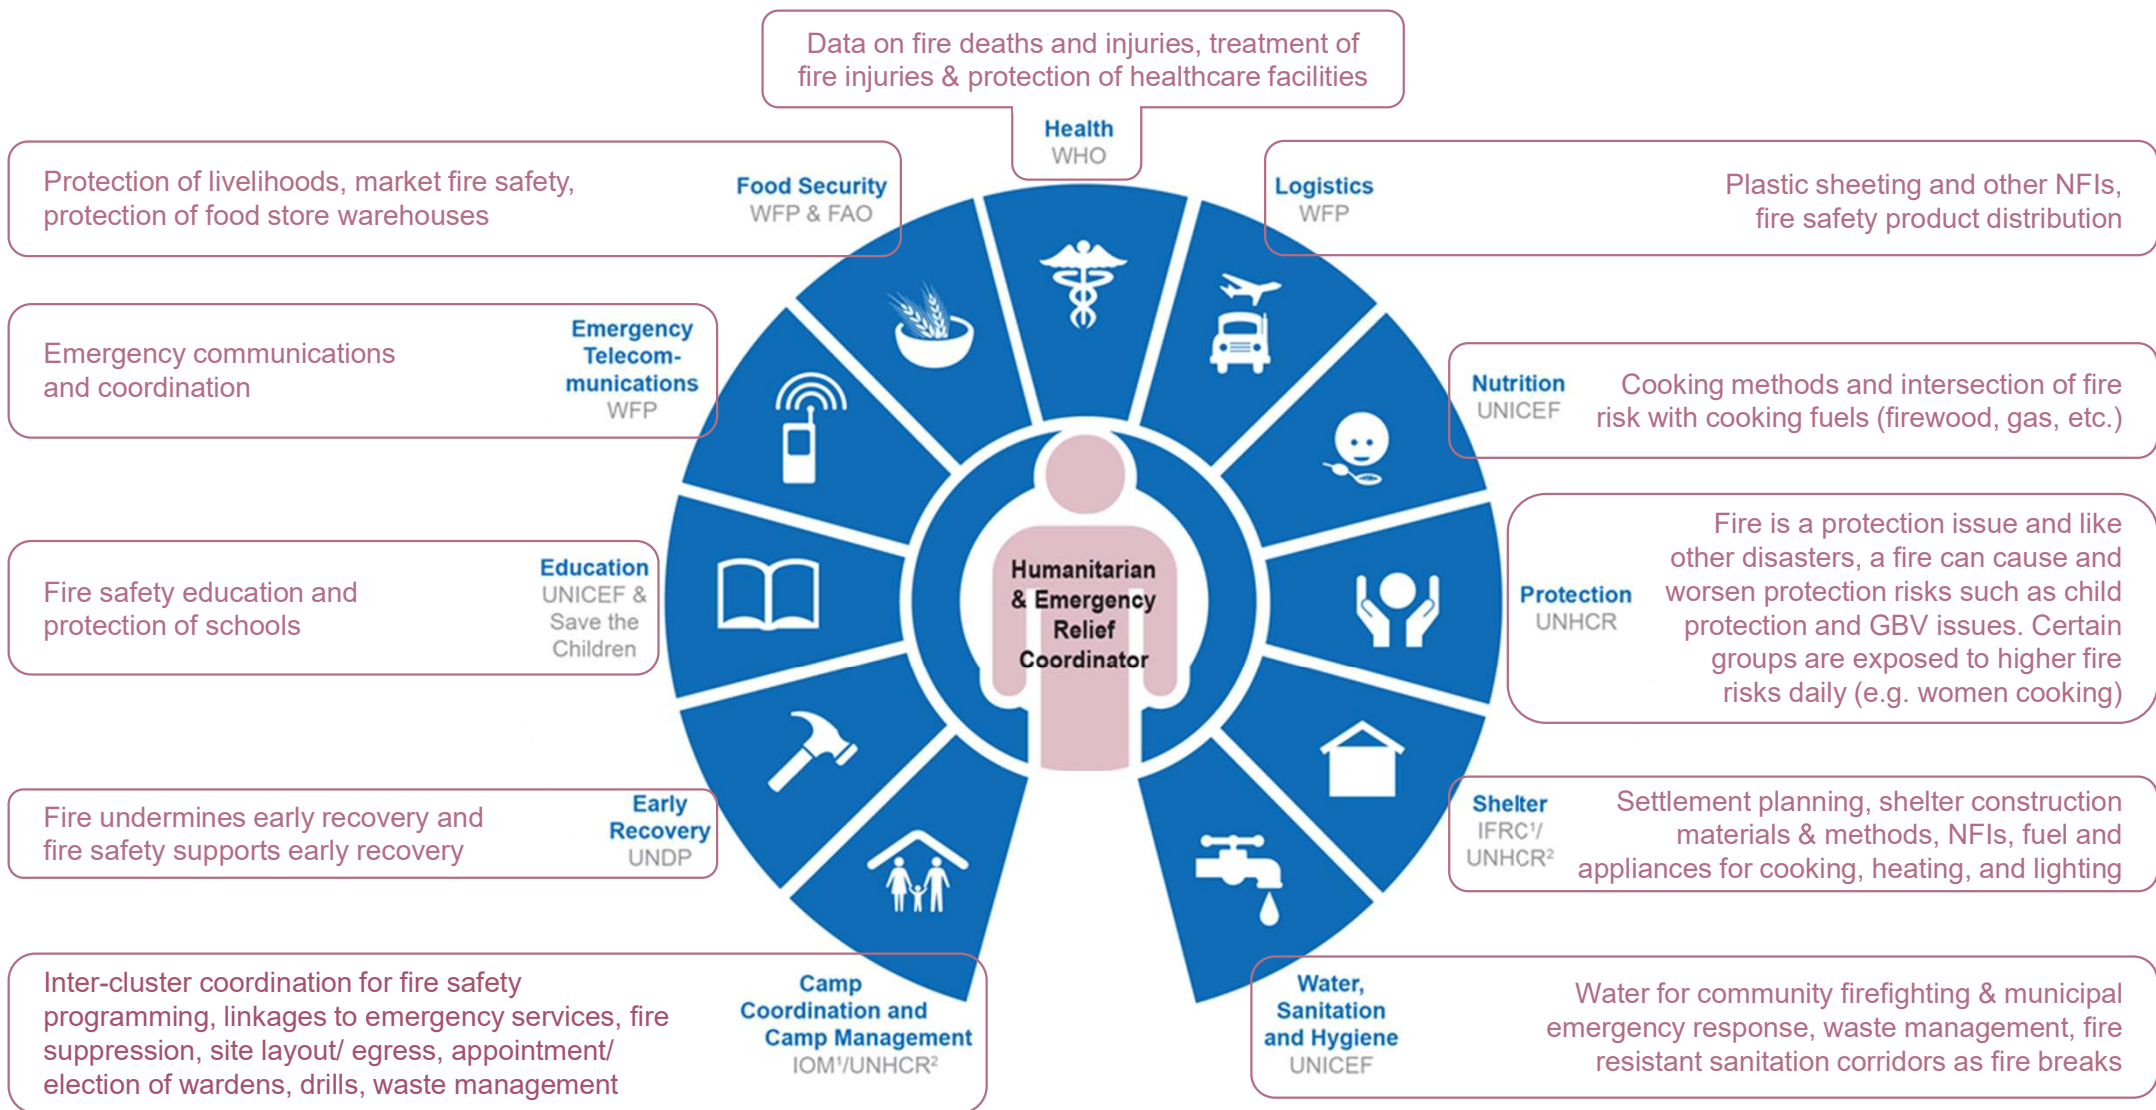 Data on fire deaths and injuries, treatment of
fire injuries & protection of healthcare facilities
Health
WHO
Protection of livelihoods, market fire safety,
protection of food store warehouses
Food Security
WFP & FAO
Logistics
WFP
Plastic sheeting and other NFIs,
fire safety product distribution
Emergency communications
and coordination
Emergency
Telecom-
munications
WFP
Nutrition
UNICEF
Cooking methods and intersection of fire
risk with cooking fuels (firewood, gas, etc.)
Fire safety education and
protection of schools
Education
UNICEF &
Save the
Children
Humanitarian
& Emergency
Relief
Coordinator
Protection
UNHCR
Fire is a protection issue and like
other disasters, a fire can cause and
worsen protection risks such as child
protection and GBV issues. Certain
groups are exposed to higher fire
risks daily (e.g. women cooking)
Fire undermines early recovery and
fire safety supports early recovery
Early
Recovery
UNDP
Shelter
IFRC¹/
UNHCR²
Settlement planning, shelter construction
materials & methods, NFIs, fuel and
appliances for cooking, heating, and lighting
Inter-cluster coordination for fire safety
programming, linkages to emergency services, fire
suppression, site layout/ egress, appointment/
election of wardens, drills, waste management
Camp
Coordination and
Camp Management
IOM¹/UNHCR²
Water,
Sanitation
and Hygiene
UNICEF
Water for community firefighting & municipal
emergency response, waste management, fire
resistant sanitation corridors as fire breaks